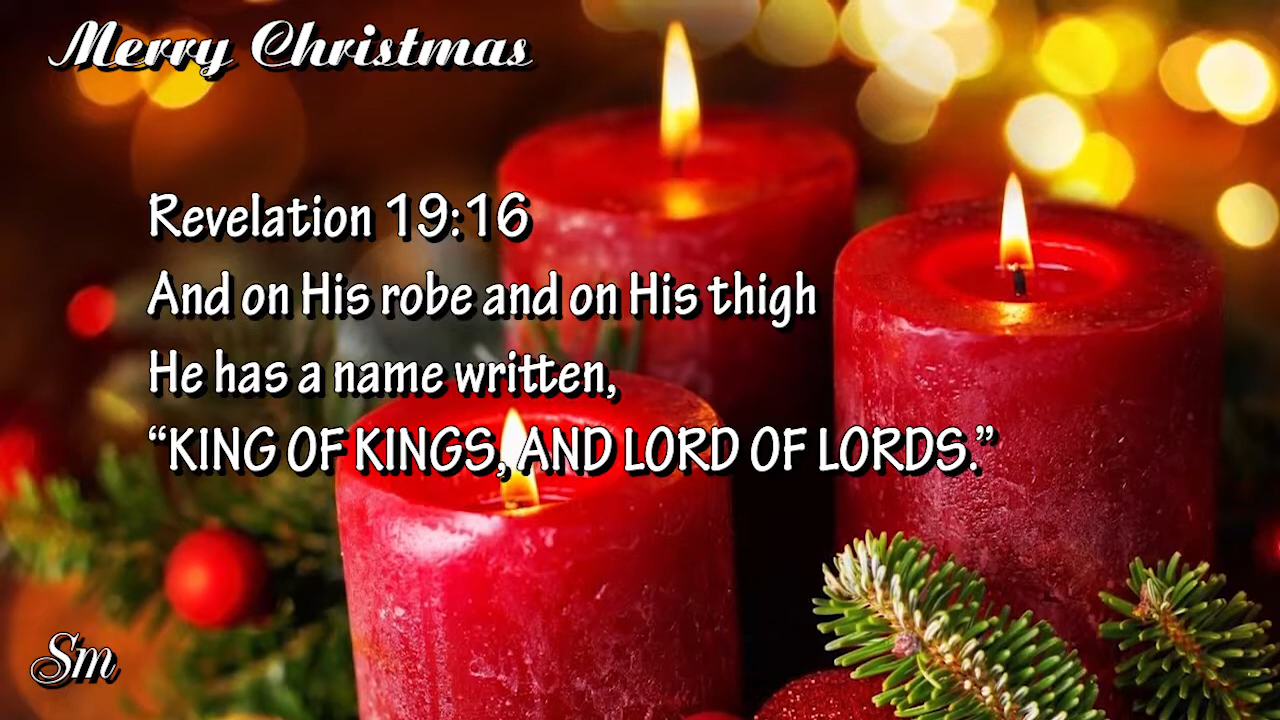 Merry Christmas
Revelation 19:16
And on His robe and on His thigh
He has a name written,
“KING OF KINGS, AND LORD OF LORDS.”
Sm